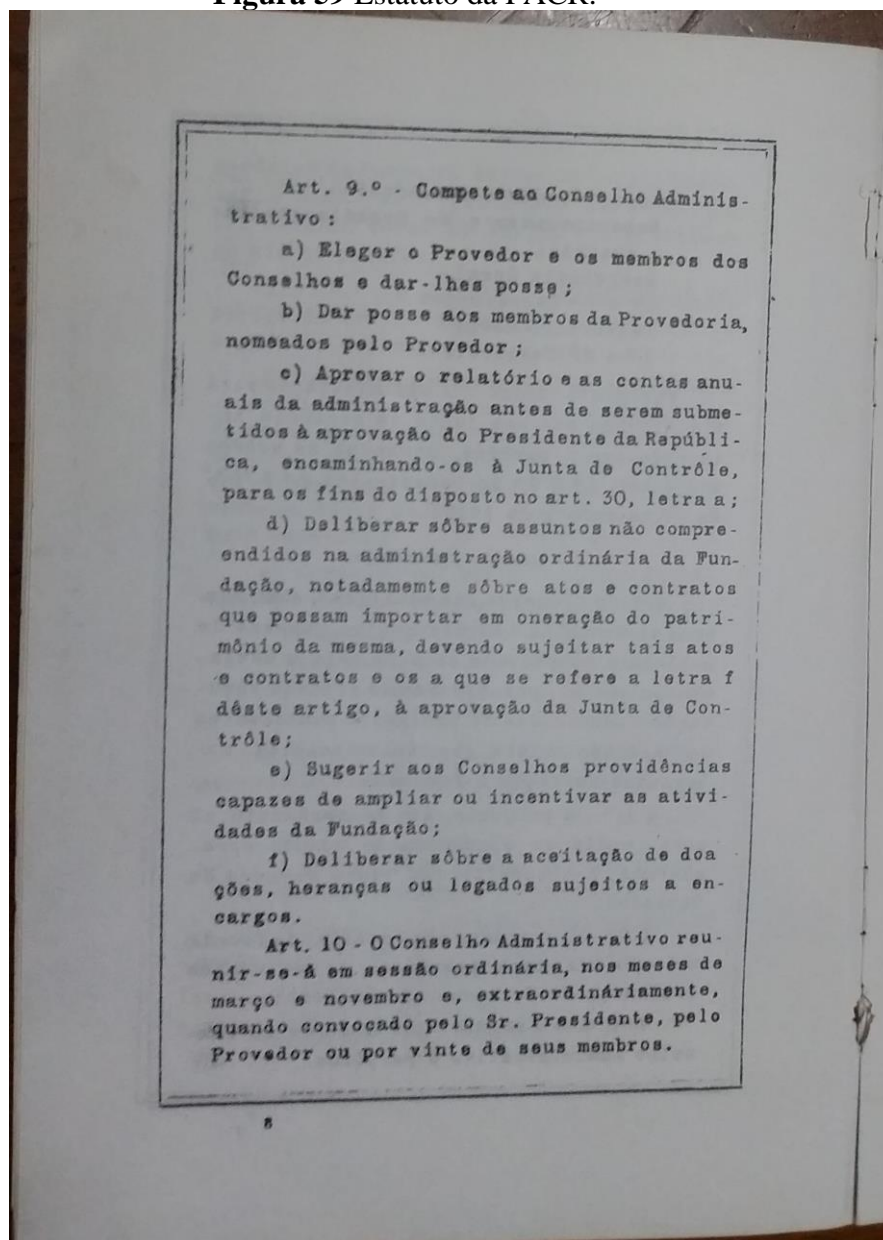 Figura 39 Estatuto da FACR.
Art. 9.º - Compete ao Conselho Adminis-
trativo :
a) Eleger o Provedor e os membros dos
Conselhos e dar-lhes posse ;
b) Dar posse aos membros da Provedoria,
nomeados pelo Provedor ;
c) Aprovar o relatório e as contas anu-
ais da administração antes de serem subme-
tidos à aprovação do Presidente da Repúbli-
ca, encaminhando-os à Junta de Contrôle,
para os fins do disposto no art. 30, letra a ;
d) Deliberar sôbre assuntos não compre-
endidos na administração ordinária da Fun-
dação, notadamemte sôbre atos e contratos
que possam importar em oneração do patri-
mônio da mesma, devendo sujeitar tais atos
e contratos e os a que se refere a letra f
dêste artigo, à aprovação da Junta de Con-
trôle;
e) Sugerir aos Conselhos providências
capazes de ampliar ou incentivar as ativi-
dades da Fundação;
f) Deliberar sôbre a aceitação de doa
ções, heranças ou legados sujeitos a en-
cargos.
Art. 10 - O Conselho Administrativo reu-
nir-se-á em sessão ordinária, nos meses de
março e novembro e, extraordináriamente,
quando convocado pelo Sr. Presidente, pelo
Provedor ou por vinte de seus membros.
8